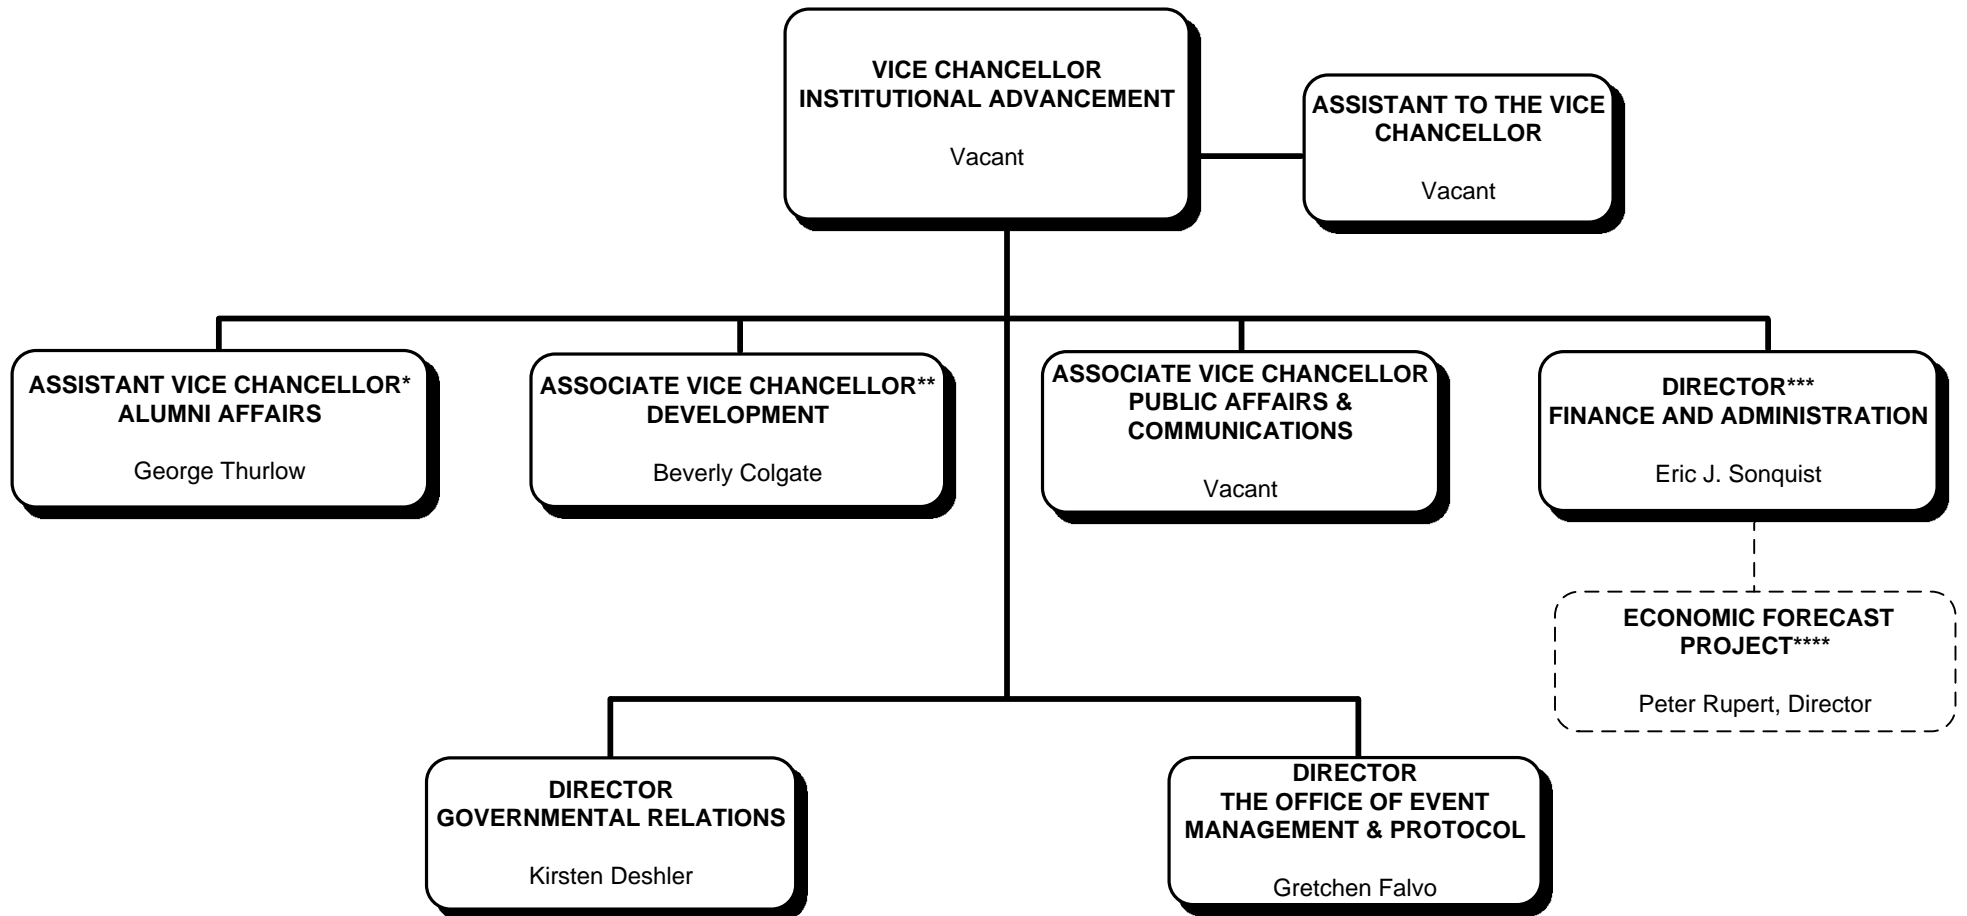 VICE CHANCELLOR
INSTITUTIONAL ADVANCEMENT
Vacant
ASSISTANT TO THE VICE
CHANCELLOR
Vacant
ASSISTANT VICE CHANCELLOR*
ALUMNI AFFAIRS
George Thurlow
ASSOCIATE VICE CHANCELLOR**
DEVELOPMENT
Beverly Colgate
ASSOCIATE VICE CHANCELLOR
PUBLIC AFFAIRS &
COMMUNICATIONS
Vacant
DIRECTOR***
FINANCE AND ADMINISTRATION
Eric J. Sonquist
ECONOMIC FORECAST
PROJECT****
Peter Rupert, Director
DIRECTOR
GOVERNMENTAL RELATIONS
Kirsten Deshler
DIRECTOR
THE OFFICE OF EVENT
MANAGEMENT & PROTOCOL
Gretchen Falvo